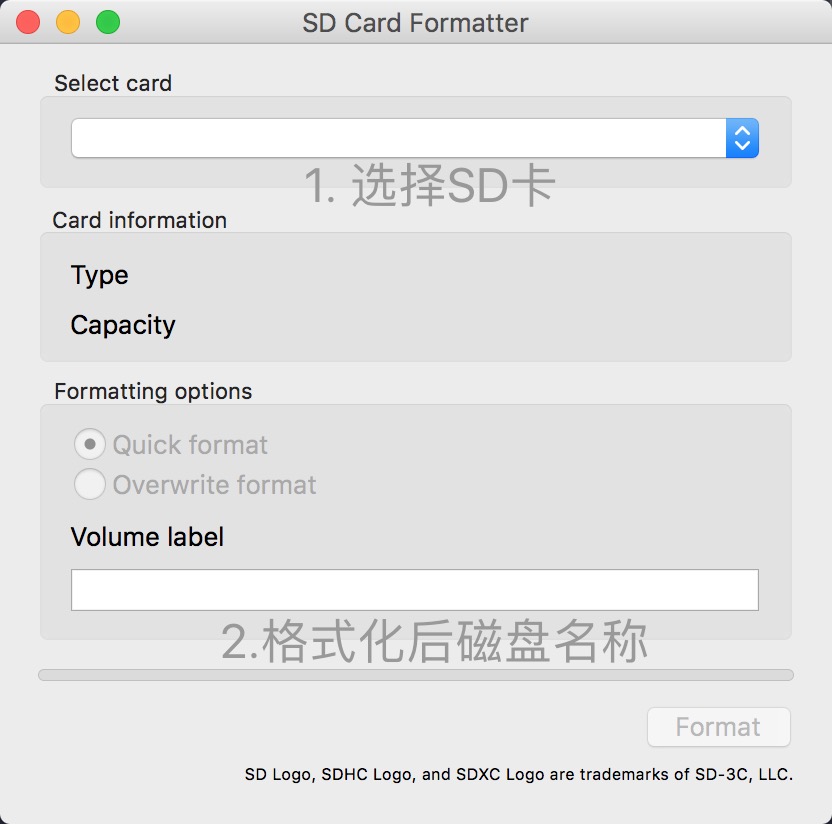 SD Card Formatter
Select card
1. 选择SD卡
Card information
Type
Capacity
Formatting options
Quick format
Overwrite format
Volume label
2.格式化后磁盘名称
Format
SD Logo, SDHC Logo, and SDXC Logo are trademarks of SD-3C, LLC.